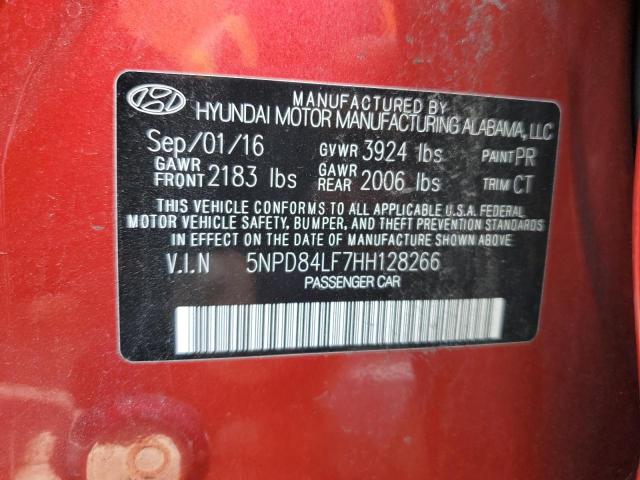 MANUFACTURED BY
HYUNDAI MOTOR MANUFACTURING ALABAMA, LLC
Sep/01/16 GVWR 3924 lbs PAINT PR
GAWR FRONT 2183 lbs GAWR REAR 2006 lbs TRIM CT
THIS VEHICLE CONFORMS TO ALL APPLICABLE U.S.A. FEDERAL
MOTOR VEHICLE SAFETY, BUMPER, AND THEFT PREVENTION STANDARDS
IN EFFECT ON THE DATE OF MANUFACTURE SHOWN ABOVE.
V.I.N 5NPD84LF7HH128266
PASSENGER CAR